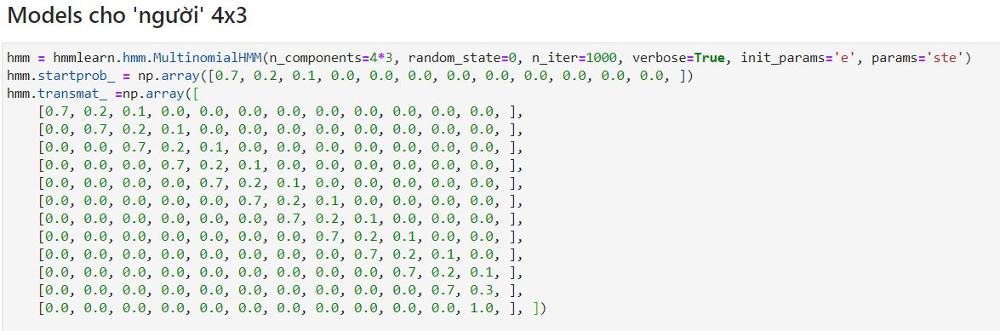 Models cho 'người' 4x3
hmm = hmmlearn.hmm.MultinomialHMM(n_components=4*3, random_state=0, n_iter=1000, verbose=True, init_params='e', params='ste')
hmm.startprob_ = np.array([0.7, 0.2, 0.1, 0.0, 0.0, 0.0, 0.0, 0.0, 0.0, 0.0, 0.0, 0.0, ])
hmm.transmat_ =np.array([
    [0.7, 0.2, 0.1, 0.0, 0.0, 0.0, 0.0, 0.0, 0.0, 0.0, 0.0, 0.0, ],
    [0.0, 0.7, 0.2, 0.1, 0.0, 0.0, 0.0, 0.0, 0.0, 0.0, 0.0, 0.0, ],
    [0.0, 0.0, 0.7, 0.2, 0.1, 0.0, 0.0, 0.0, 0.0, 0.0, 0.0, 0.0, ],
    [0.0, 0.0, 0.0, 0.7, 0.2, 0.1, 0.0, 0.0, 0.0, 0.0, 0.0, 0.0, ],
    [0.0, 0.0, 0.0, 0.0, 0.7, 0.2, 0.1, 0.0, 0.0, 0.0, 0.0, 0.0, ],
    [0.0, 0.0, 0.0, 0.0, 0.0, 0.7, 0.2, 0.1, 0.0, 0.0, 0.0, 0.0, ],
    [0.0, 0.0, 0.0, 0.0, 0.0, 0.0, 0.7, 0.2, 0.1, 0.0, 0.0, 0.0, ],
    [0.0, 0.0, 0.0, 0.0, 0.0, 0.0, 0.0, 0.7, 0.2, 0.1, 0.0, 0.0, ],
    [0.0, 0.0, 0.0, 0.0, 0.0, 0.0, 0.0, 0.0, 0.7, 0.2, 0.1, 0.0, ],
    [0.0, 0.0, 0.0, 0.0, 0.0, 0.0, 0.0, 0.0, 0.0, 0.7, 0.2, 0.1, ],
    [0.0, 0.0, 0.0, 0.0, 0.0, 0.0, 0.0, 0.0, 0.0, 0.0, 0.7, 0.3, ],
    [0.0, 0.0, 0.0, 0.0, 0.0, 0.0, 0.0, 0.0, 0.0, 0.0, 0.0, 1.0, ], ])